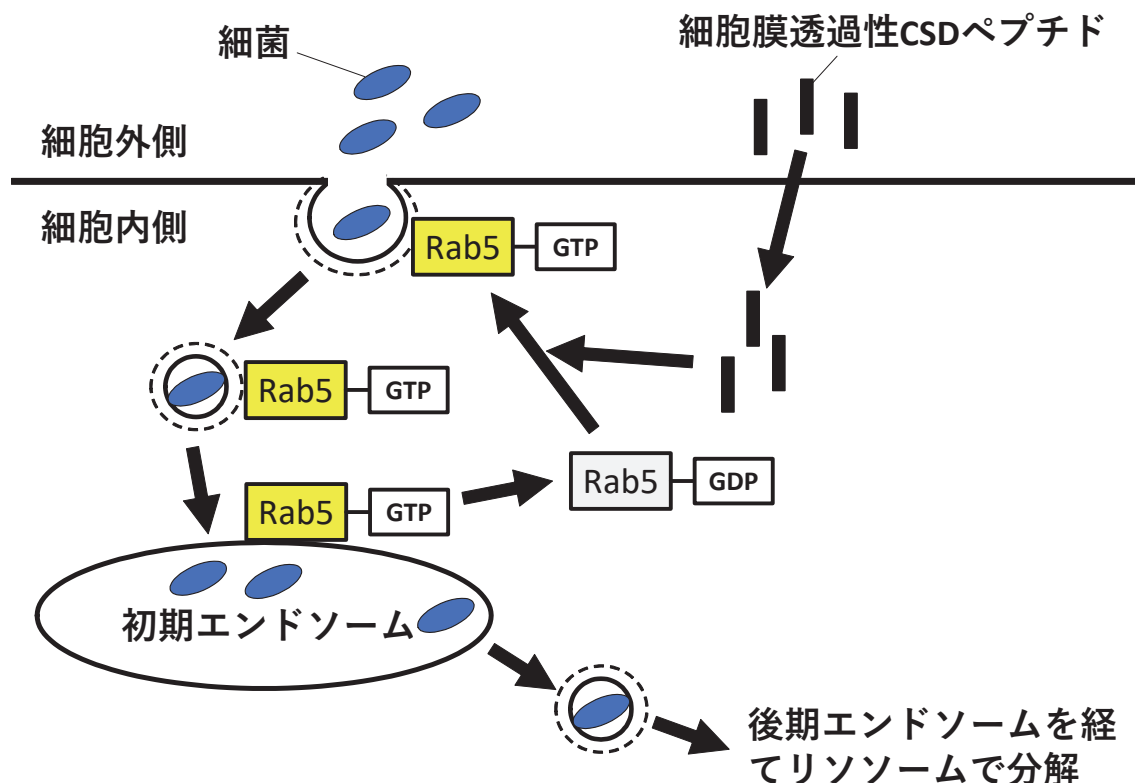 細菌
細胞膜透過性CSDペプチド
細胞外側
細胞内側
Rab5
GTP
Rab5
GTP
Rab5
GTP
Rab5
GDP
初期エンドソーム
後期エンドソームを経
てリソソームで分解